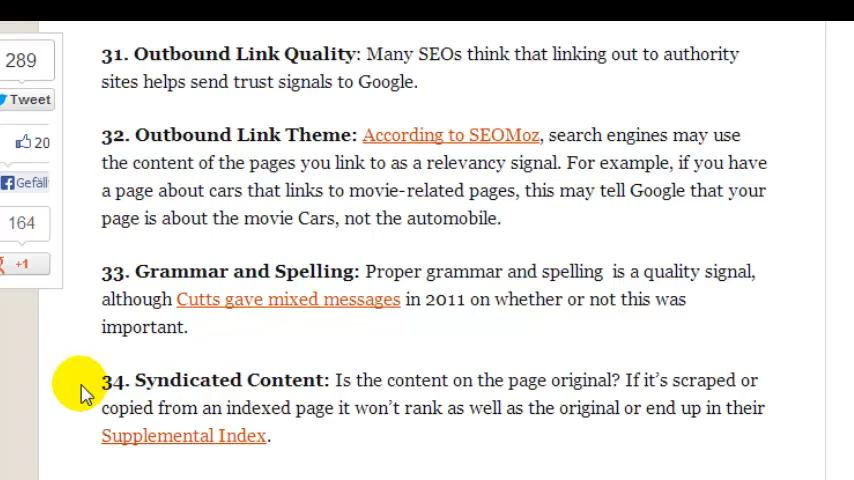 289
Tweet
20
Gefäll
164
+1
31. Outbound Link Quality: Many SEOs think that linking out to authority
sites helps send trust signals to Google.
32. Outbound Link Theme: According to SEOMoz, search engines may use
the content of the pages you link to as a relevancy signal. For example, if you have
a page about cars that links to movie-related pages, this may tell Google that your
page is about the movie Cars, not the automobile.
33. Grammar and Spelling: Proper grammar and spelling is a quality signal,
although Cutts gave mixed messages in 2011 on whether or not this was
important.
34. Syndicated Content: Is the content on the page original? If it's scraped or
copied from an indexed page it won't rank as well as the original or end up in their
Supplemental Index.